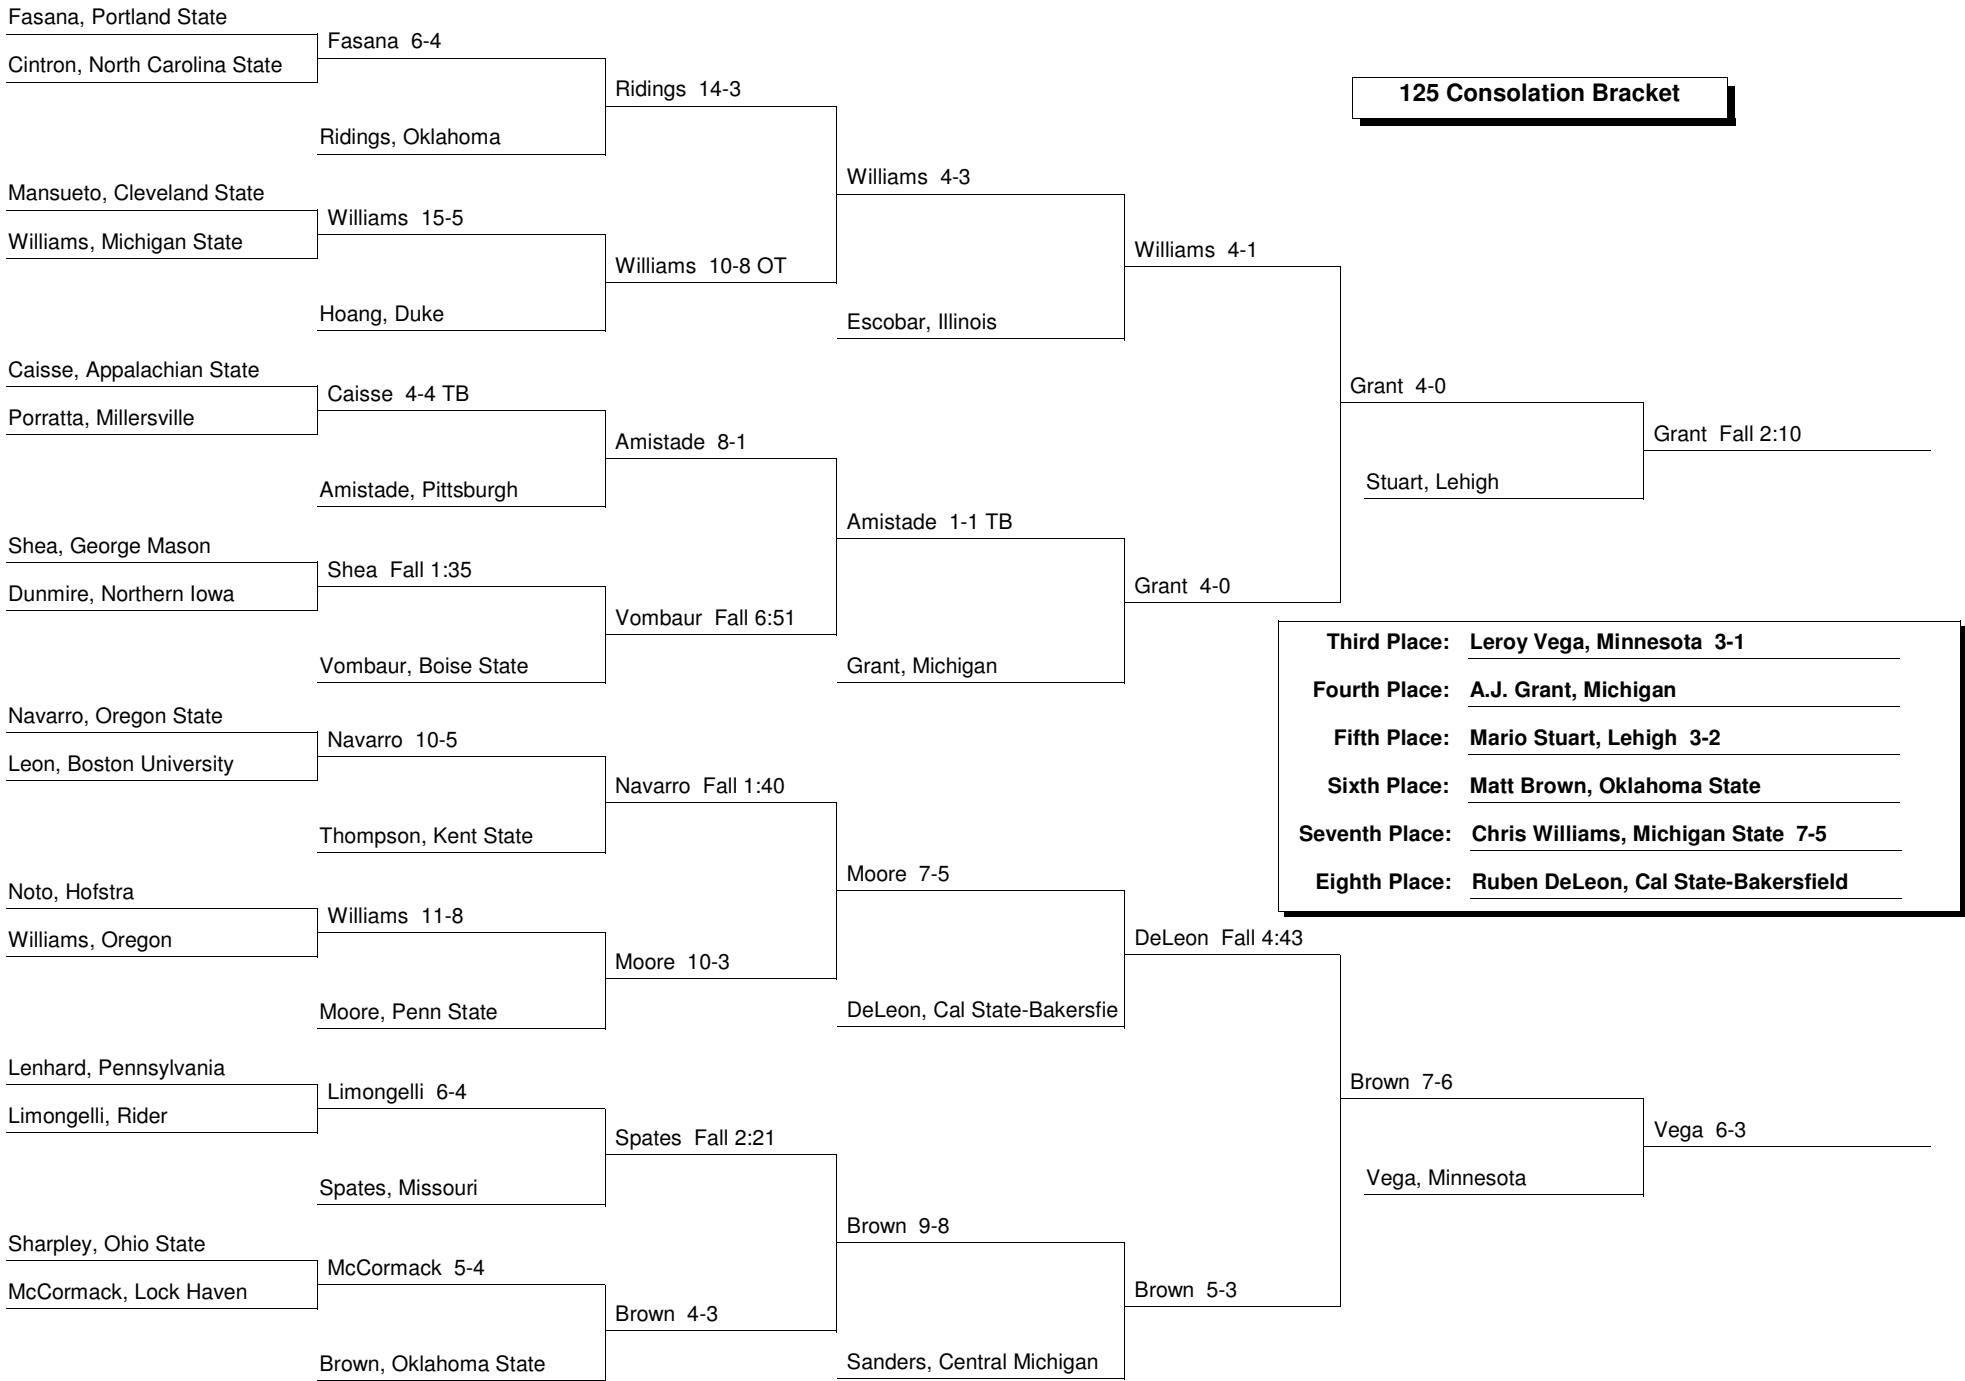 Fasana, Portland State
Fasana 6-4
Cintron, North Carolina State
Ridings 14-3
125 Consolation Bracket
Ridings, Oklahoma
Williams 4-3
Mansueto, Cleveland State
Williams 15-5
Williams, Michigan State
Williams 4-1
Williams 10-8 OT
Hoang, Duke
Escobar, Illinois
Caisse, Appalachian State
Grant 4-0
Caisse 4-4 TB
Porratta, Millersville
Grant Fall 2:10
Amistade 8-1
Stuart, Lehigh
Amistade, Pittsburgh
Amistade 1-1 TB
Shea, George Mason
Shea Fall 1:35
Dunmire, Northern Iowa
Grant 4-0
Vombaur Fall 6:51
Third Place: Leroy Vega, Minnesota 3-1
Vombaur, Boise State
Grant, Michigan
Fourth Place: A.J. Grant, Michigan
Navarro, Oregon State
Navarro 10-5
Fifth Place: Mario Stuart, Lehigh 3-2
Leon, Boston University
Navarro Fall 1:40
Sixth Place: Matt Brown, Oklahoma State
Thompson, Kent State
Seventh Place: Chris Williams, Michigan State 7-5
Moore 7-5
Eighth Place: Ruben DeLeon, Cal State-Bakersfield
Noto, Hofstra
Williams 11-8
Williams, Oregon
DeLeon Fall 4:43
Moore 10-3
Moore, Penn State
DeLeon, Cal State-Bakersfie
Lenhard, Pennsylvania
Brown 7-6
Limongelli 6-4
Limongelli, Rider
Vega 6-3
Spates Fall 2:21
Vega, Minnesota
Spates, Missouri
Brown 9-8
Sharpley, Ohio State
McCormack 5-4
McCormack, Lock Haven
Brown 5-3
Brown 4-3
Brown, Oklahoma State
Sanders, Central Michigan